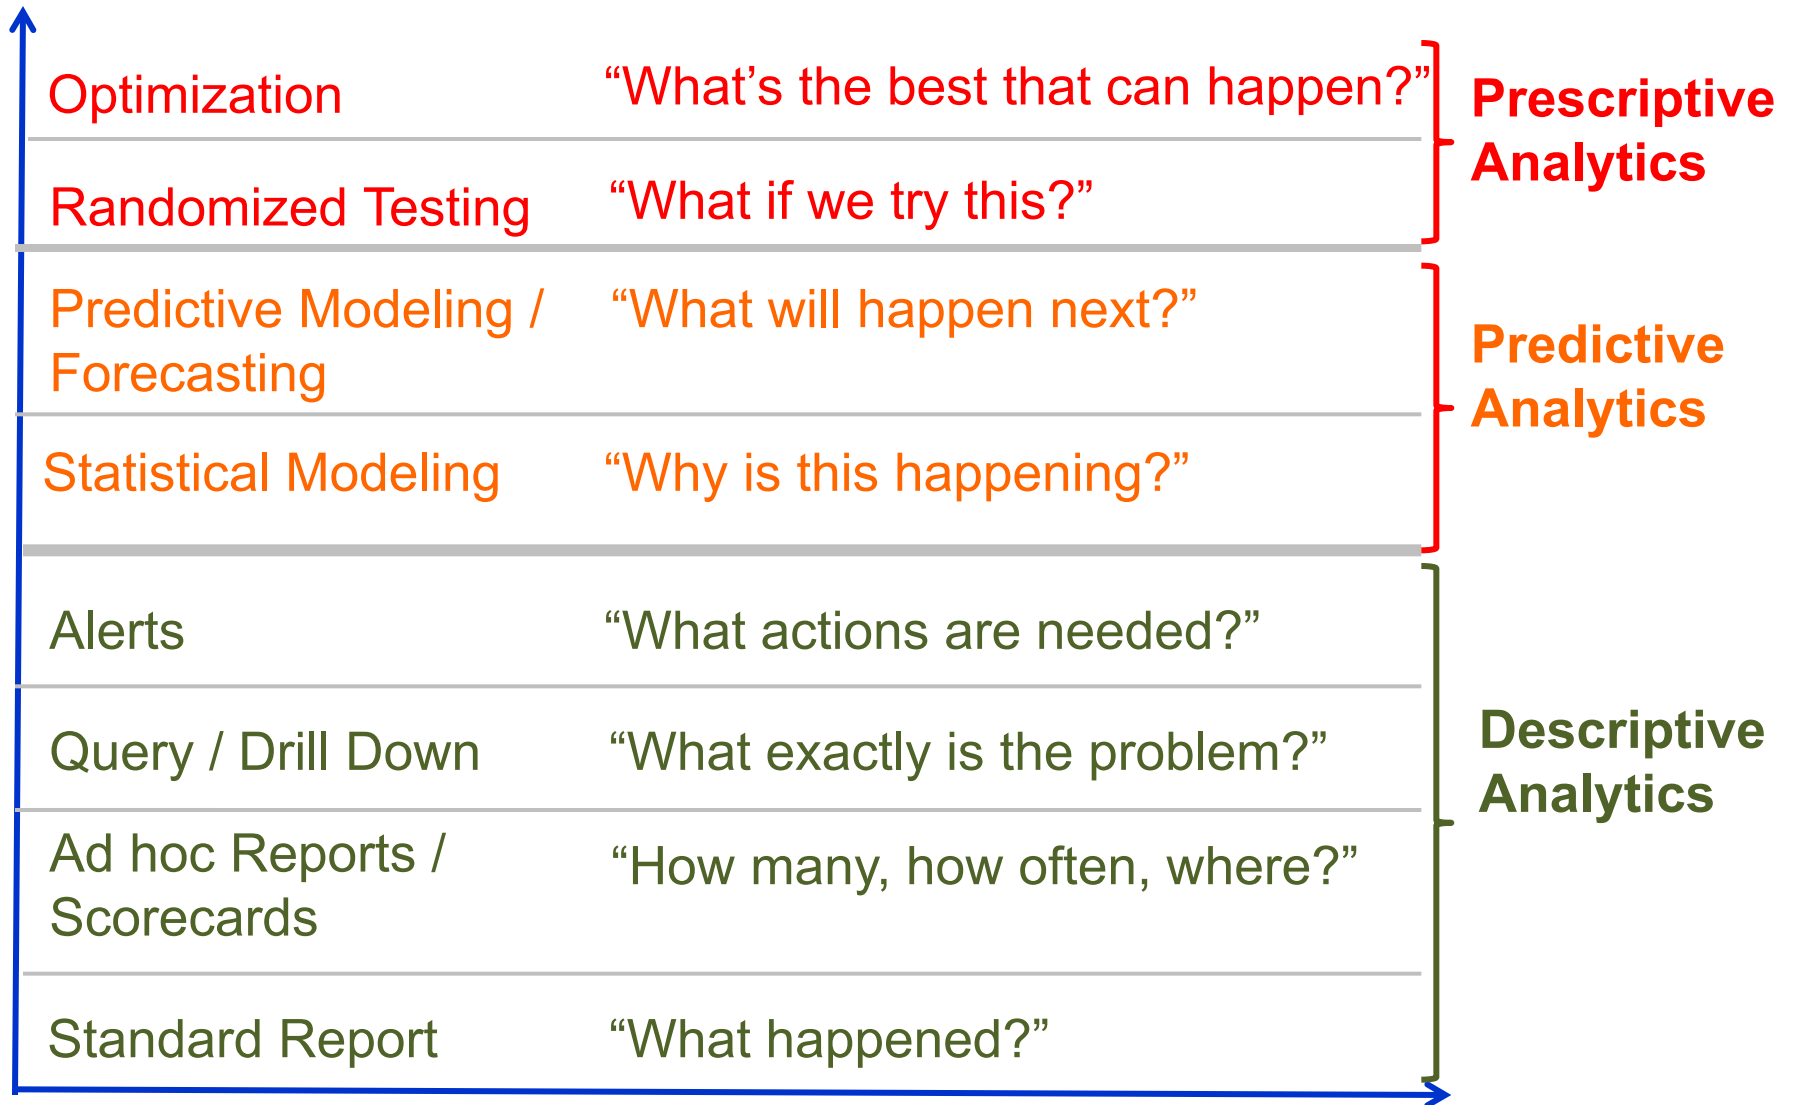 Optimization “What’s the best that can happen?”
Prescriptive
Analytics
Randomized Testing “What if we try this?”
Predictive Modeling / “What will happen next?”
Forecasting
Predictive
Analytics
Statistical Modeling “Why is this happening?”
Alerts “What actions are needed?”
Query / Drill Down “What exactly is the problem?”
Descriptive
Analytics
Ad hoc Reports / “How many, how often, where?”
Scorecards
Standard Report “What happened?”